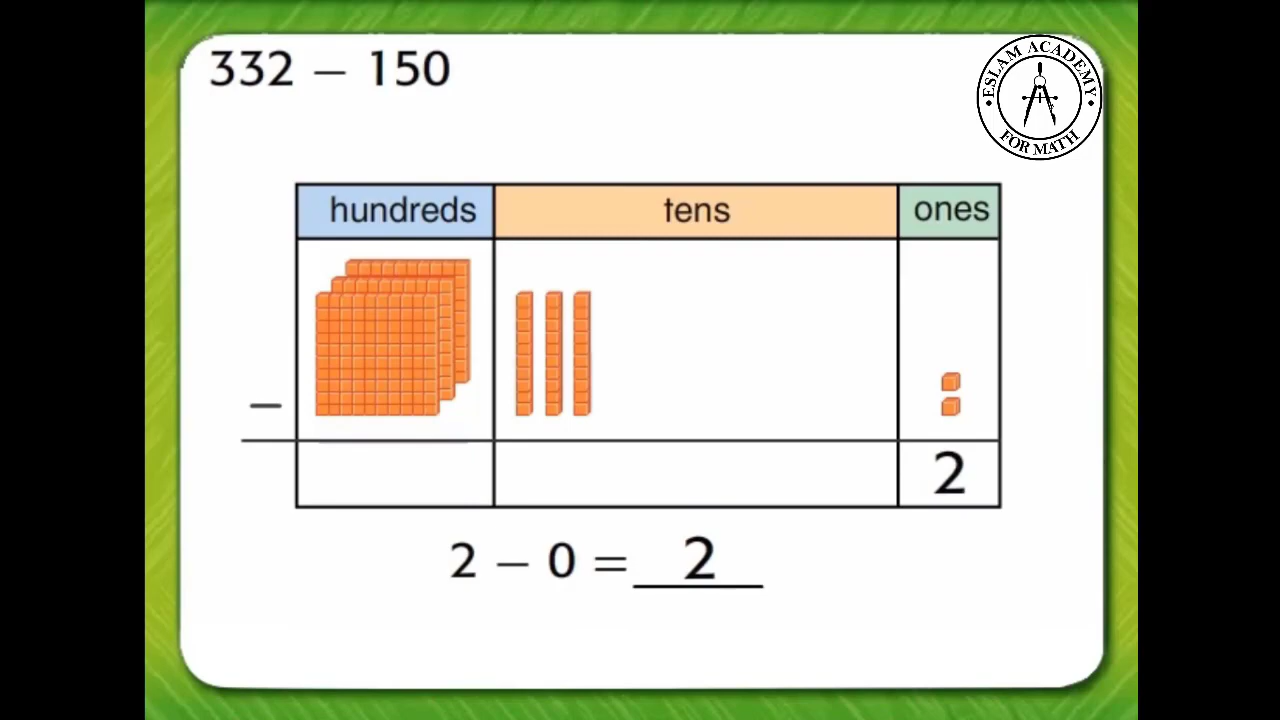 332 – 150
ESLAM ACADEMY
FOR MATH
hundreds tens ones
–
2
2 – 0 = 2